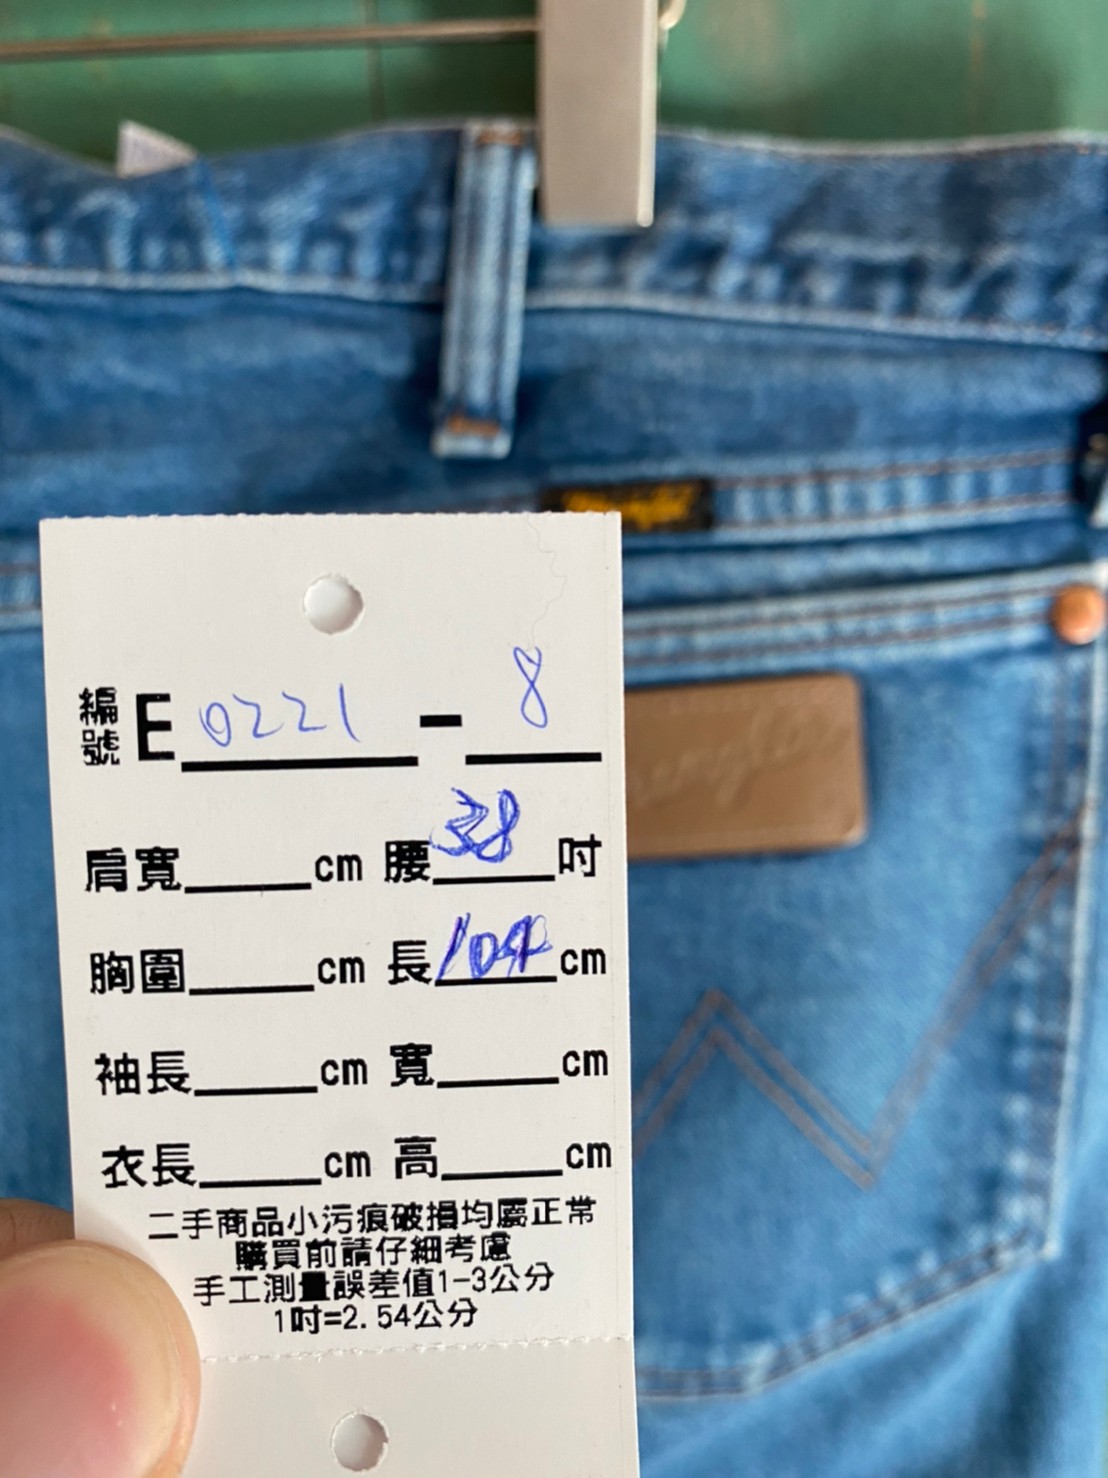 編號 E 0221 - 8
肩寬 cm 腰 38 吋
胸圍 cm 長 104 cm
袖長 cm 寬 cm
衣長 cm 高 cm
二手商品小污痕破損均屬正常
購買前請仔細考慮
手工測量誤差值1-3公分
1吋=2.54公分